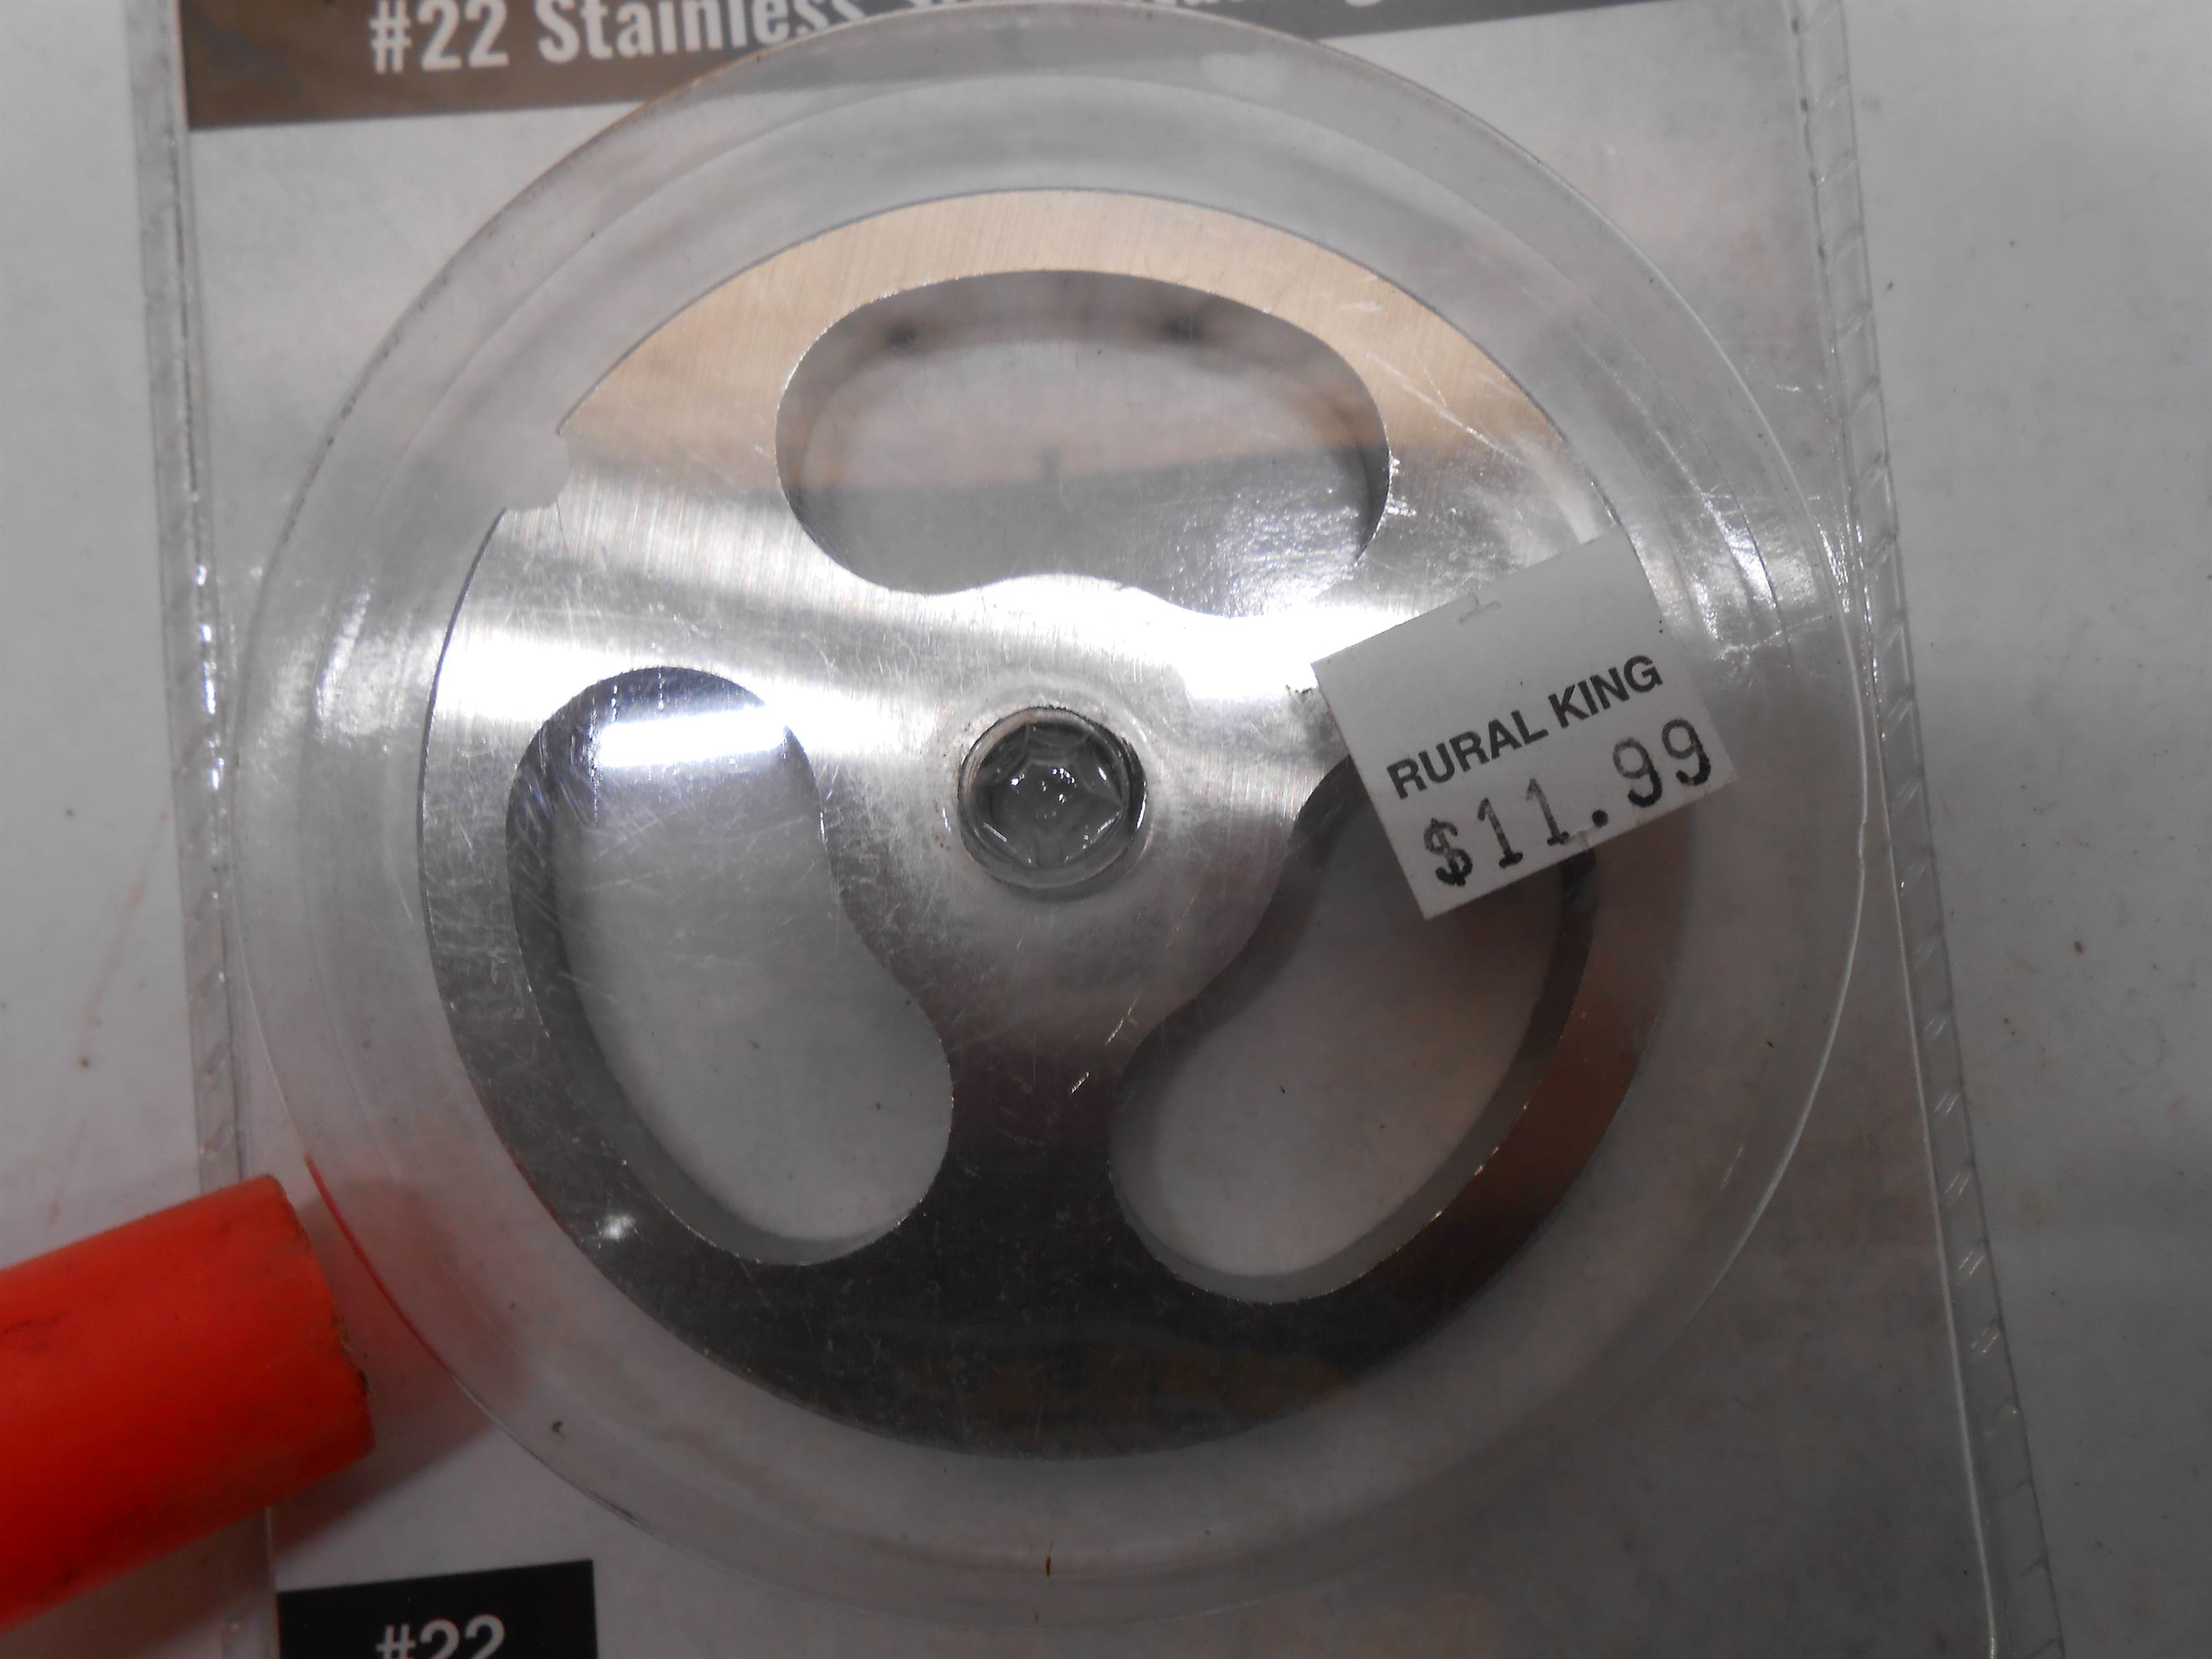 #22 Stainless
RURAL KING
$11.99
#22